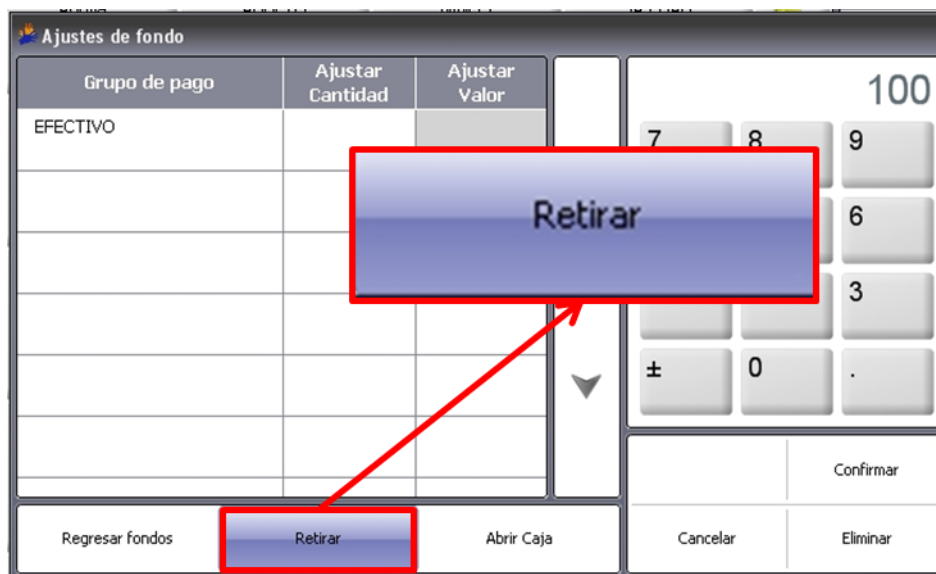 Ajustes de fondo
Grupo de pago
Ajustar
Cantidad
Ajustar
Valor
EFECTIVO
100
7 8 9
6
3
± 0 .
Retirar
Confirmar
Regresar fondos Retirar Abrir Caja Cancelar Eliminar